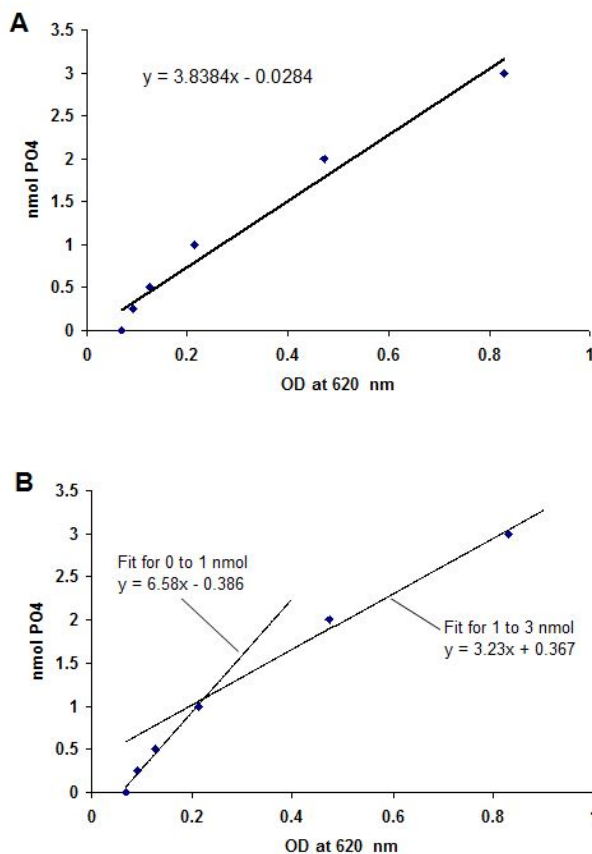 A
y = 3.8384x - 0.0284
nmol PO4
3.5
3
2.5
2
1.5
1
0.5
0
0 0.2 0.4 0.6 0.8 1
OD at 620 nm
B
Fit for 0 to 1 nmol
y = 6.58x - 0.386
Fit for 1 to 3 nmol
y = 3.23x + 0.367
nmol PO4
3.5
3
2.5
2
1.5
1
0.5
0
0 0.2 0.4 0.6 0.8 1
OD at 620 nm